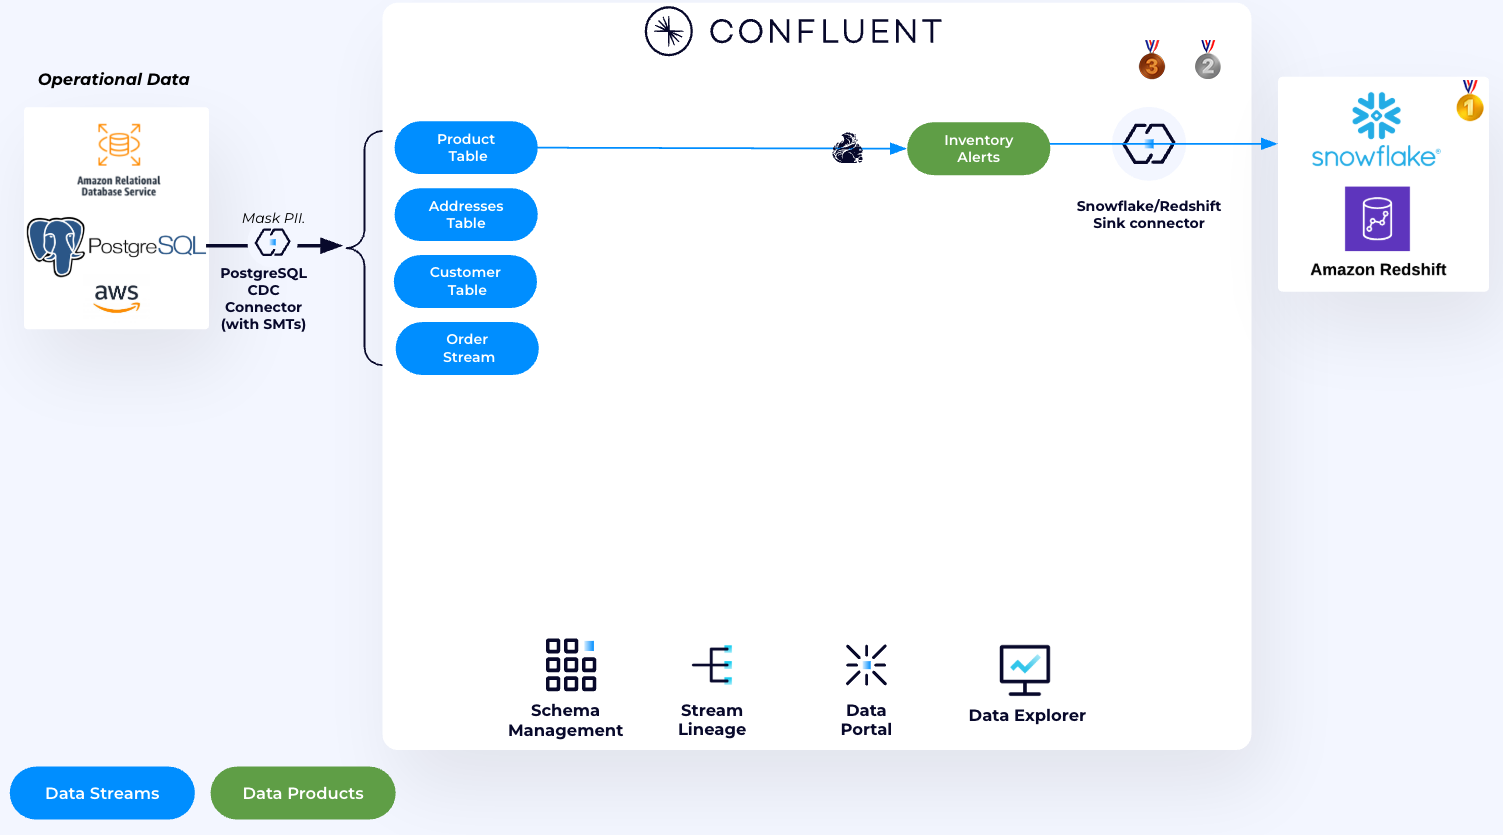 CONFLUENT
3
2
Operational Data
1
Amazon Relational
Database Service
PostgreSQL
aws
Mask PII.
PostgreSQL
CDC
Connector
(with SMTs)
Product
Table
Addresses
Table
Customer
Table
Order
Stream
Inventory
Alerts
Snowflake/Redshift
Sink connector
snowflake®
Amazon Redshift
Schema
Management
Stream
Lineage
Data
Portal
Data Explorer
Data Streams
Data Products